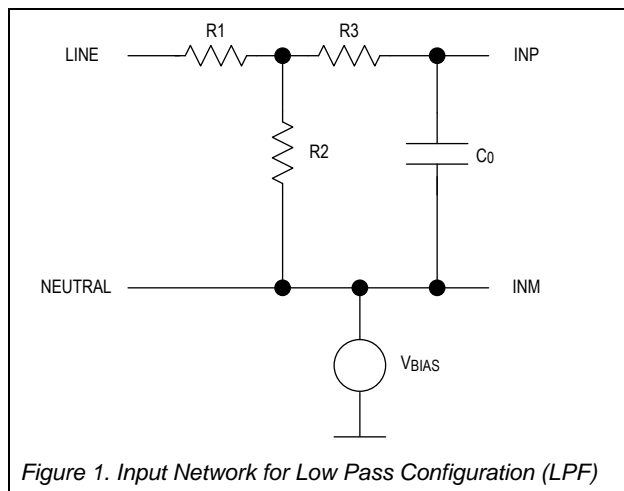 R1
R3
LINE
INP
R2
C0
NEUTRAL
INM
VBIAS
Figure 1. Input Network for Low Pass Configuration (LPF)